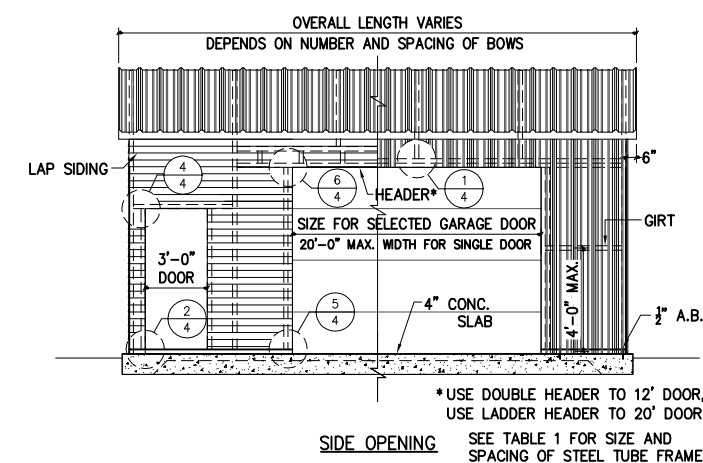 OVERALL LENGTH VARIES
DEPENDS ON NUMBER AND SPACING OF BOWS
LAP SIDING
4
4
6
4
1
4
6"
HEADER*
SIZE FOR SELECTED GARAGE DOOR
20'-0" MAX. WIDTH FOR SINGLE DOOR
GIRT
3'-0"
DOOR
4'-0" MAX.
2
4
5
4
4" CONC.
SLAB
½" A.B.
* USE DOUBLE HEADER TO 12' DOOR,
USE LADDER HEADER TO 20' DOOR
SIDE OPENING
SEE TABLE 1 FOR SIZE AND
SPACING OF STEEL TUBE FRAME